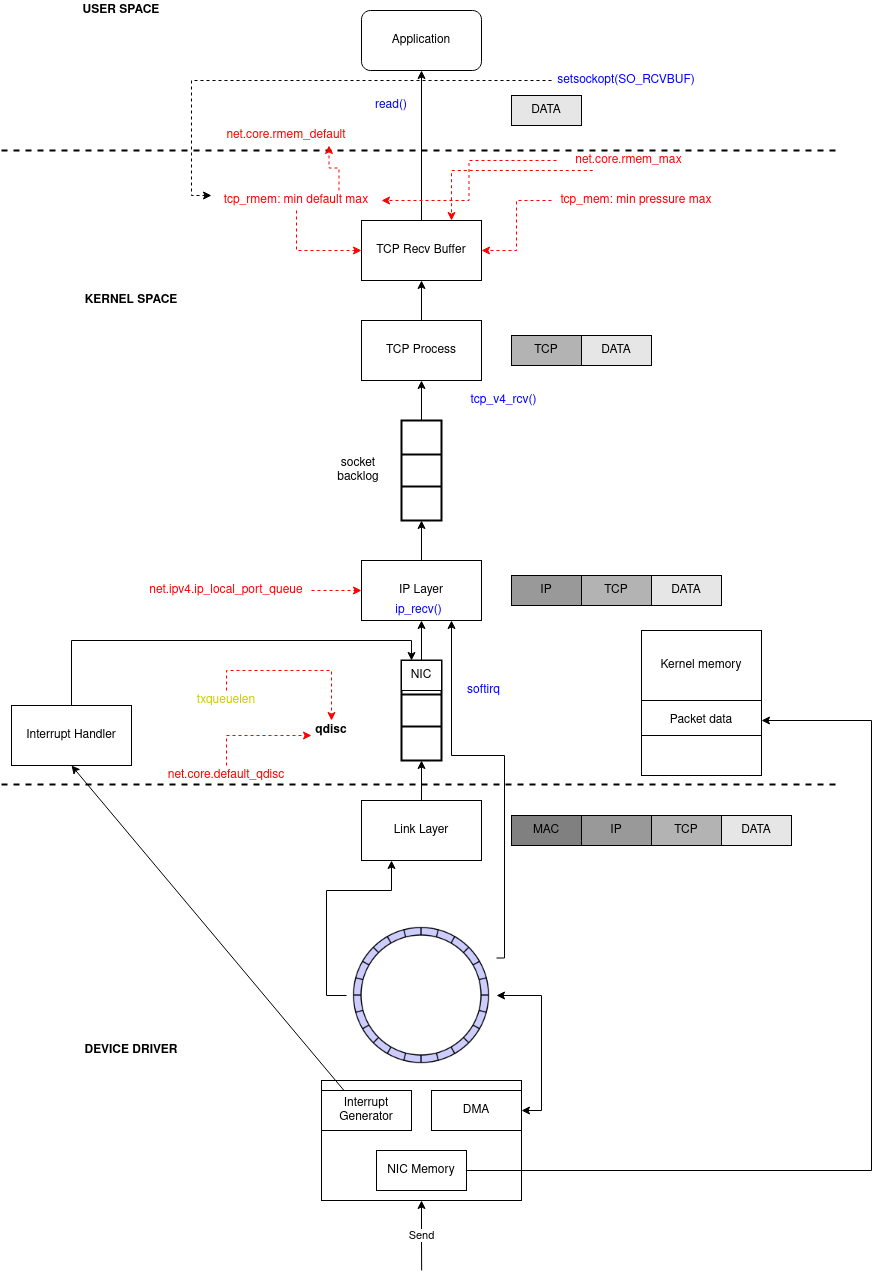 USER SPACE
Application
setsockopt(SO_RCVBUF)
read()
DATA
net.core.rmem_default
net.core.rmem_max
tcp_rmem: min default max
tcp_mem: min pressure max
TCP Recv Buffer
KERNEL SPACE
TCP Process
TCP
DATA
tcp_v4_rcv()
socket
backlog
net.ipv4.ip_local_port_queue
IP Layer
ip_recv()
IP
TCP
DATA
NIC
softirq
Kernel memory
txqueuelen
Packet data
qdisc
Interrupt Handler
net.core.default_qdisc
Link Layer
MAC
IP
TCP
DATA
DEVICE DRIVER
Interrupt
Generator
DMA
NIC Memory
Send